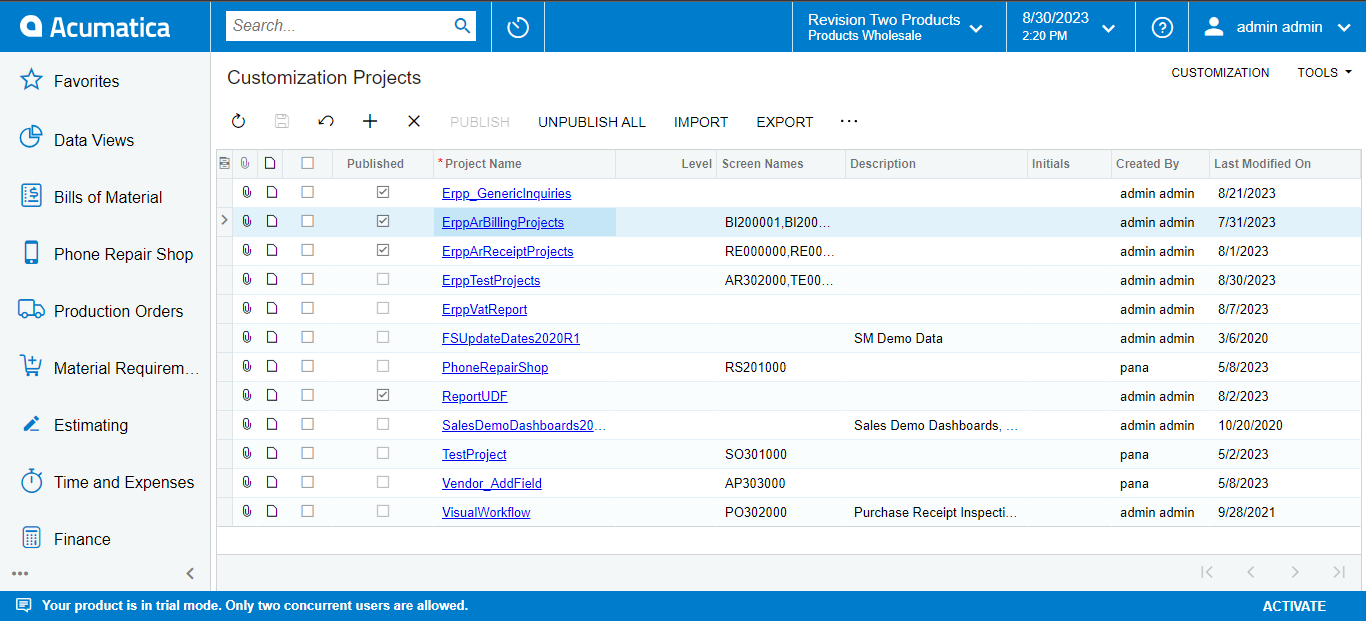 Acumatica
Search...
Revision Two Products
Products Wholesale
8/30/2023
2:20 PM
admin admin
Favorites
Data Views
Bills of Material
Phone Repair Shop
Production Orders
Material Requirem...
Estimating
Time and Expenses
Finance
Customization Projects
CUSTOMIZATION TOOLS
PUBLISH UNPUBLISH ALL IMPORT EXPORT ...
Published * Project Name Level Screen Names Description Initials Created By Last Modified On
Erpp_GenericInquiries admin admin 8/21/2023
ErppArBillingProjects BI200001,BI200... admin admin 7/31/2023
ErppArReceiptProjects RE000000,RE00... admin admin 8/1/2023
ErppTestProjects AR302000,TE00... admin admin 8/30/2023
ErppVatReport admin admin 8/7/2023
FSUpdateDates2020R1 SM Demo Data admin admin 3/6/2020
PhoneRepairShop RS201000 pana 5/8/2023
ReportUDF admin admin 8/2/2023
SalesDemoDashboards20... Sales Demo Dashboards, ... admin admin 10/20/2020
TestProject SO301000 pana 5/2/2023
Vendor_AddField AP303000 pana 5/8/2023
VisualWorkflow PO302000 Purchase Receipt Inspecti... admin admin 9/28/2021
Your product is in trial mode. Only two concurrent users are allowed.
ACTIVATE